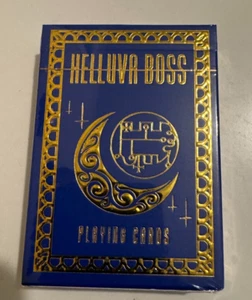 HELLUVA BOSS
PLAYING CARDS